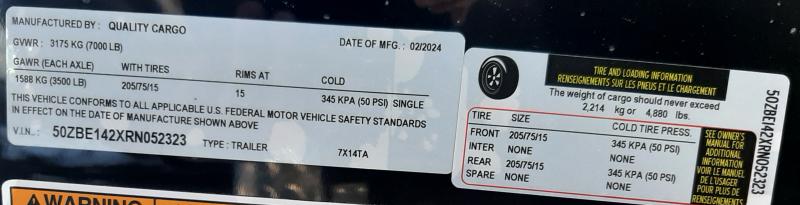 MANUFACTURED BY : QUALITY CARGO
GVWR : 3175 KG (7000 LB)
DATE OF MFG. : 02/2024
GAWR (EACH AXLE) WITH TIRES RIMS AT COLD
1588 KG (3500 LB) 205/75/15 15 345 KPA (50 PSI) SINGLE
THIS VEHICLE CONFORMS TO ALL APPLICABLE U.S. FEDERAL MOTOR VEHICLE SAFETY STANDARDS
IN EFFECT ON THE DATE OF MANUFACTURE SHOWN ABOVE
V.I.N.: 50ZBE142XRN052323 TYPE : TRAILER 7X14TA
TIRE AND LOADING INFORMATION
RENSEIGNEMENTS SUR LES PNEUS ET LE CHARGEMENT
The weight of cargo should never exceed
2,214 kg or 4,880 lbs.
TIRE SIZE COLD TIRE PRESS.
FRONT 205/75/15 345 KPA (50 PSI)
INTER NONE NONE
REAR 205/75/15 345 KPA (50 PSI)
SPARE NONE NONE
SEE OWNER'S
MANUAL FOR
ADDITIONAL
INFORMATION
VOIR LE MANUEL
DE L'USAGER
POUR PLUS DE
RENSEIGNEMENTS
50ZBE142XRN052323
WARNING